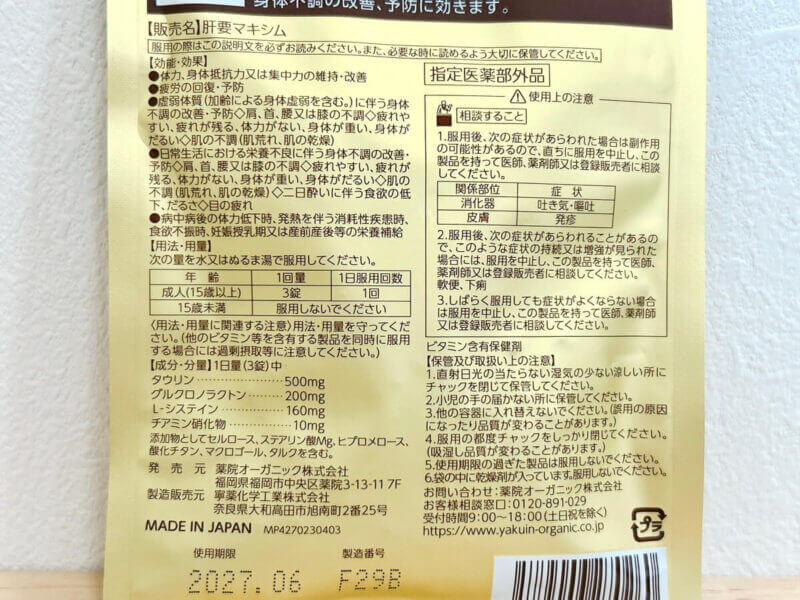 身体不調の改善、予防に効きます。
【販売名】肝要マキシム
服用の際はこの説明文を必ずお読みください。また、必要な時に読めるよう大切に保管してください。
【効能・効果】
●体力、身体抵抗力又は集中力の維持・改善
●疲労の回復・予防
●虚弱体質(加齢による身体虚弱を含む。)に伴う身体
不調の改善・予防◇肩、首、腰又は膝の不調◇疲れや
すい、疲れが残る、体力がない、身体が重い、身体が
だるい◇肌の不調(肌荒れ、肌の乾燥)
●日常生活における栄養不良に伴う身体不調の改善・
予防◇肩、首、腰又は膝の不調◇疲れやすい、疲れが
残る、体力がない、身体が重い、身体がだるい◇肌の
不調(肌荒れ、肌の乾燥)◇二日酔いに伴う食欲の低
下、だるさ◇目の疲れ
●病中病後の体力低下時、発熱を伴う消耗性疾患時、
食欲不振時、妊娠授乳期又は産前産後等の栄養補給
【用法・用量】
次の量を水又はぬるま湯で服用してください。
年 齢 1回量 1日服用回数
成人(15歳以上) 3錠 1回
15歳未満 服用しないでください
〈用法・用量に関連する注意〉用法・用量を守ってくだ
さい。(他のビタミン等を含有する製品を同時に服用
する場合には過剰摂取等に注意してください。)
【成分・分量】1日量(3錠)中
タウリン……………500mg
グルクロノラクトン………200mg
L-システイン…………160mg
チアミン硝化物…………10mg
添加物としてセルロース、ステアリン酸Mg、ヒプロメロース、
酸化チタン、マクロゴール、タルクを含む。
発売元 薬院オーガニック株式会社
福岡県福岡市中央区薬院3-13-11 7F
製造販売元 寧薬化学工業株式会社
奈良県大和高田市旭南町2番25号
MADE IN JAPAN MP4270230403
使用期限 製造番号
2027.06 F29B
指定医薬部外品
使用上の注意
相談すること
1.服用後、次の症状があらわれた場合は副作用
の可能性があるので、直ちに服用を中止し、この
製品を持って医師、薬剤師又は登録販売者に相談
してください。
関係部位 症 状
消化器 吐き気・嘔吐
皮膚 発疹
2.服用後、次の症状があらわれることがあるの
で、このような症状の持続又は増強が見られた
場合には、服用を中止し、この製品を持って医師、
薬剤師又は登録販売者に相談してください。
軟便、下痢
3.しばらく服用しても症状がよくならない場合
は服用を中止し、この製品を持って医師、薬剤師
又は登録販売者に相談してください。
ビタミン含有保健剤
【保管及び取扱い上の注意】
1.直射日光の当たらない湿気の少ない涼しい所に
チャックを閉じて保管してください。
2.小児の手の届かない所に保管してください。
3.他の容器に入れ替えないでください。(誤用の原因
になったり品質が変わることがあります。)
4.服用の都度チャックをしっかり閉じてください。
(吸湿し品質が変わることがあります。)
5.使用期限の過ぎた製品は服用しないでください。
6.袋の中に乾燥剤が入っています。服用しないでください。
お問い合わせ:薬院オーガニック株式会社
お客様相談窓口:0120-891-029
受付時間9:00~18:00(土日祝を除く)
https://www.yakuin-organic.co.jp
プラ